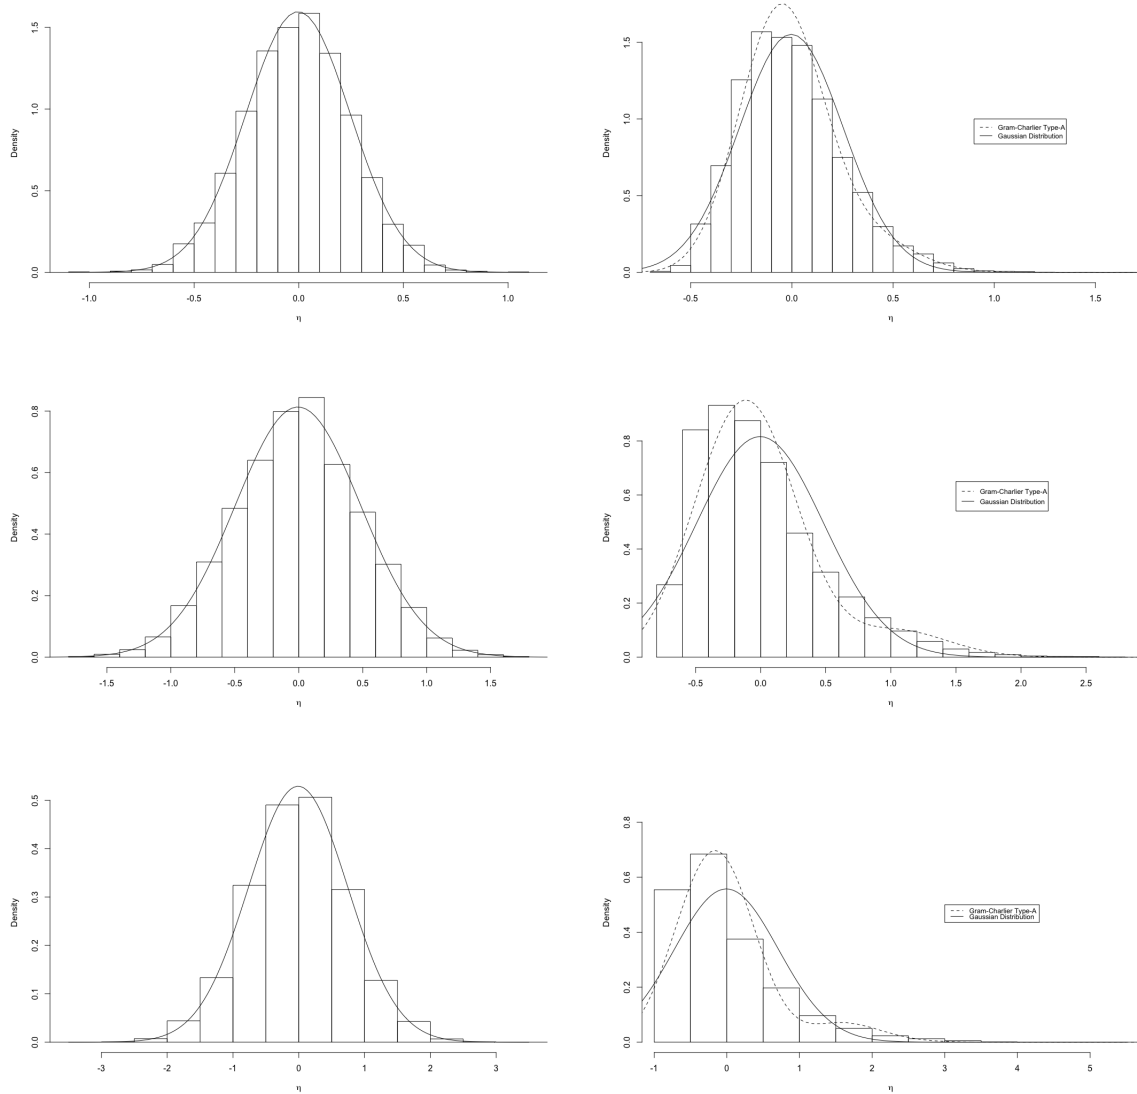 Density
0.0 0.5 1.0 1.5
-1.0 -0.5 0.0 0.5 1.0
η
Density
0.0 0.5 1.0 1.5
Gram-Charlier Type-A
Gaussian Distribution
-0.5 0.0 0.5 1.0 1.5
η
Density
0.0 0.2 0.4 0.6 0.8
-1.5 -1.0 -0.5 0.0 0.5 1.0 1.5
η
Density
0.0 0.2 0.4 0.6 0.8
Gram-Charlier Type-A
Gaussian Distribution
-0.5 0.0 0.5 1.0 1.5 2.0 2.5
η
Density
0.0 0.1 0.2 0.3 0.4 0.5
-3 -2 -1 0 1 2 3
η
Density
0.0 0.2 0.4 0.6 0.8
Gram-Charlier Type-A
Gaussian Distribution
-1 0 1 2 3 4 5
η